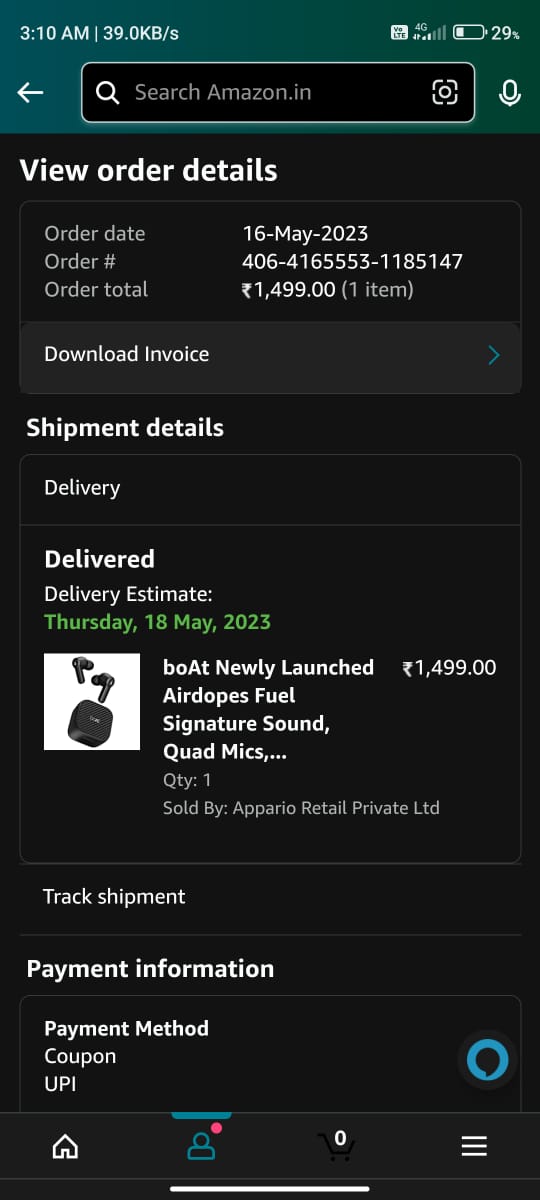 3:10 AM | 39.0KB/s Vo LTE 4G 29%
Search Amazon.in
View order details
Order date 16-May-2023
Order # 406-4165553-1185147
Order total ₹1,499.00 (1 item)
Download Invoice
Shipment details
Delivery
Delivered
Delivery Estimate:
Thursday, 18 May, 2023
boAt Newly Launched ₹1,499.00
Airdopes Fuel
Signature Sound,
Quad Mics,...
Qty: 1
Sold By: Appario Retail Private Ltd
Track shipment
Payment information
Payment Method
Coupon
UPI
0